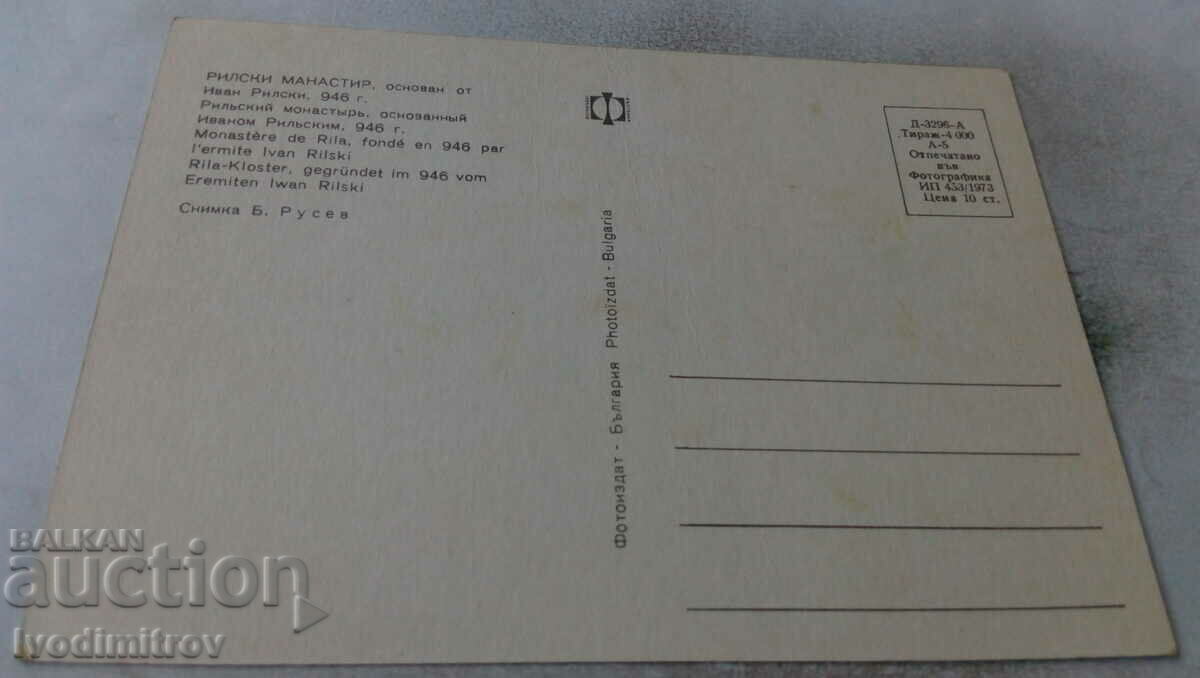 РИЛСКИ МАНАСТИР, основан от
Иван Рилски, 946 г.
Рильский монастырь, основанный
Иваном Рильским, 946 г.
Monastère de Rila, fondé en 946 par
l'ermite Ivan Rilski
Rila-Kloster, gegründet im 946 vom
Eremiten Iwan Rilski
Снимка Б. Русев
Фотоиздат - България Photoizdat - Bulgaria
Д-3296-А
Тираж-4 000
Л-5
Отпечатано
във
Фотографика
ИП 453/1973
Цена 10 ст.
BALKAN
auction
Ivodimitrov